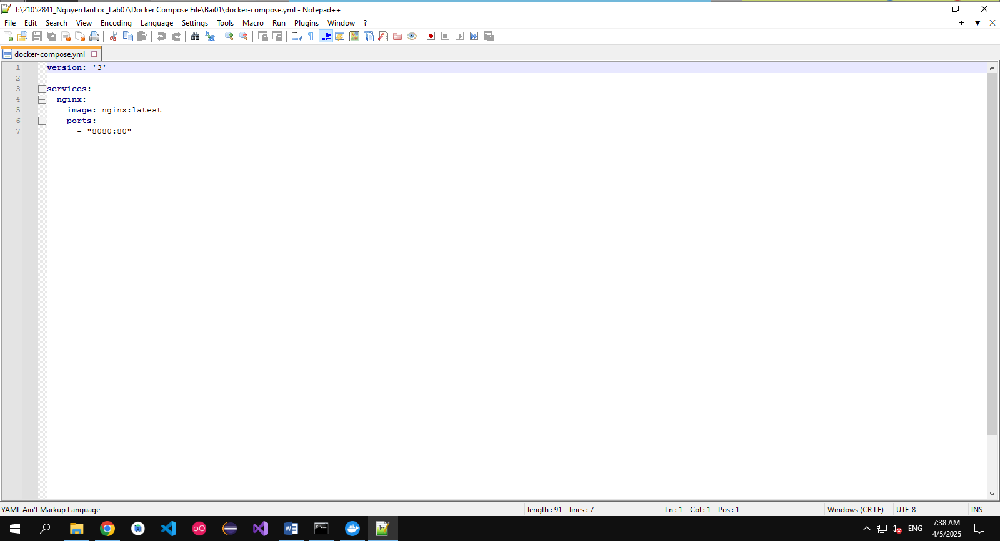 T:\21052841_NguyenTanLoc_Lab07\Docker Compose File\Bai01\docker-compose.yml - Notepad++
File Edit Search View Encoding Language Settings Tools Macro Run Plugins Window ?
docker-compose.yml
1 version: '3'
2
3 services:
4 nginx:
5 image: nginx:latest
6 ports:
7 - "8080:80"
YAML Ain't Markup Language length : 91 lines : 7 Ln : 1 Col : 1 Pos : 1 Windows (CR LF) UTF-8 INS
ENG
7:38 AM
4/5/2025